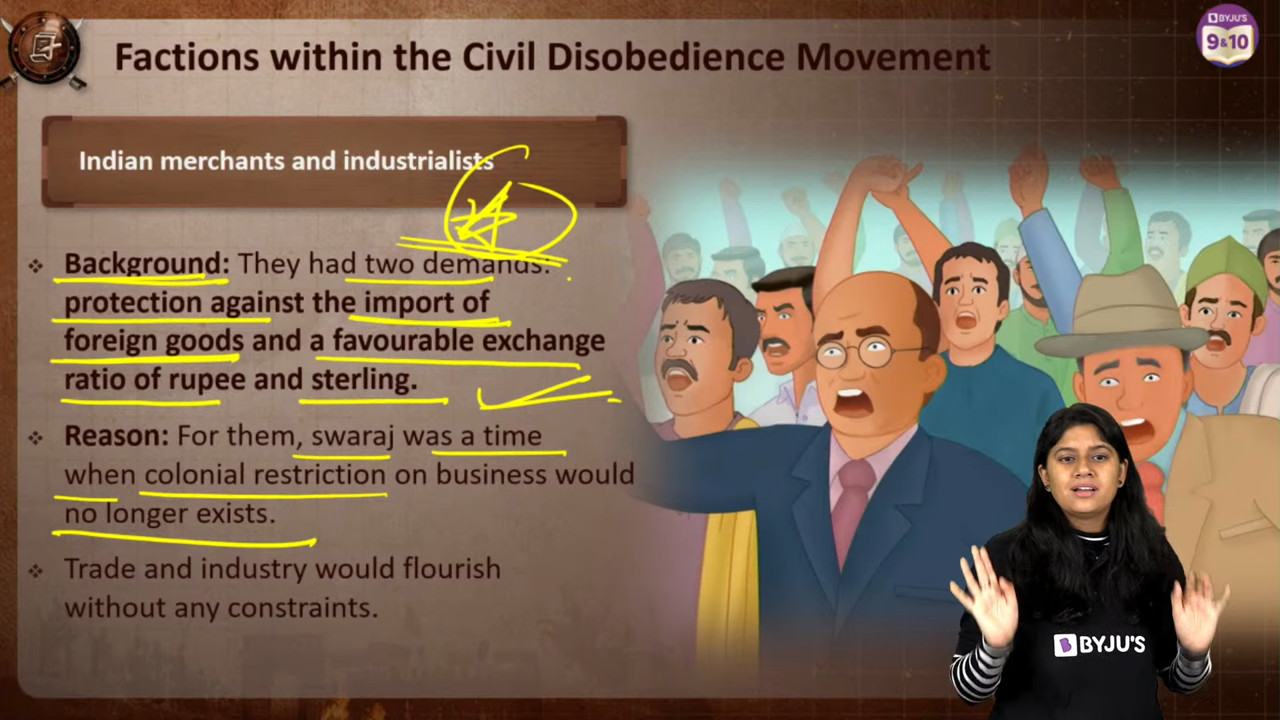 Factions within the Civil Disobedience Movement
BYJU'S
9&10
Indian merchants and industrialists
❖ Background: They had two demands:
protection against the import of
foreign goods and a favourable exchange
ratio of rupee and sterling.
❖ Reason: For them, swaraj was a time
when colonial restriction on business would
no longer exists.
❖ Trade and industry would flourish
without any constraints.
BYJU'S